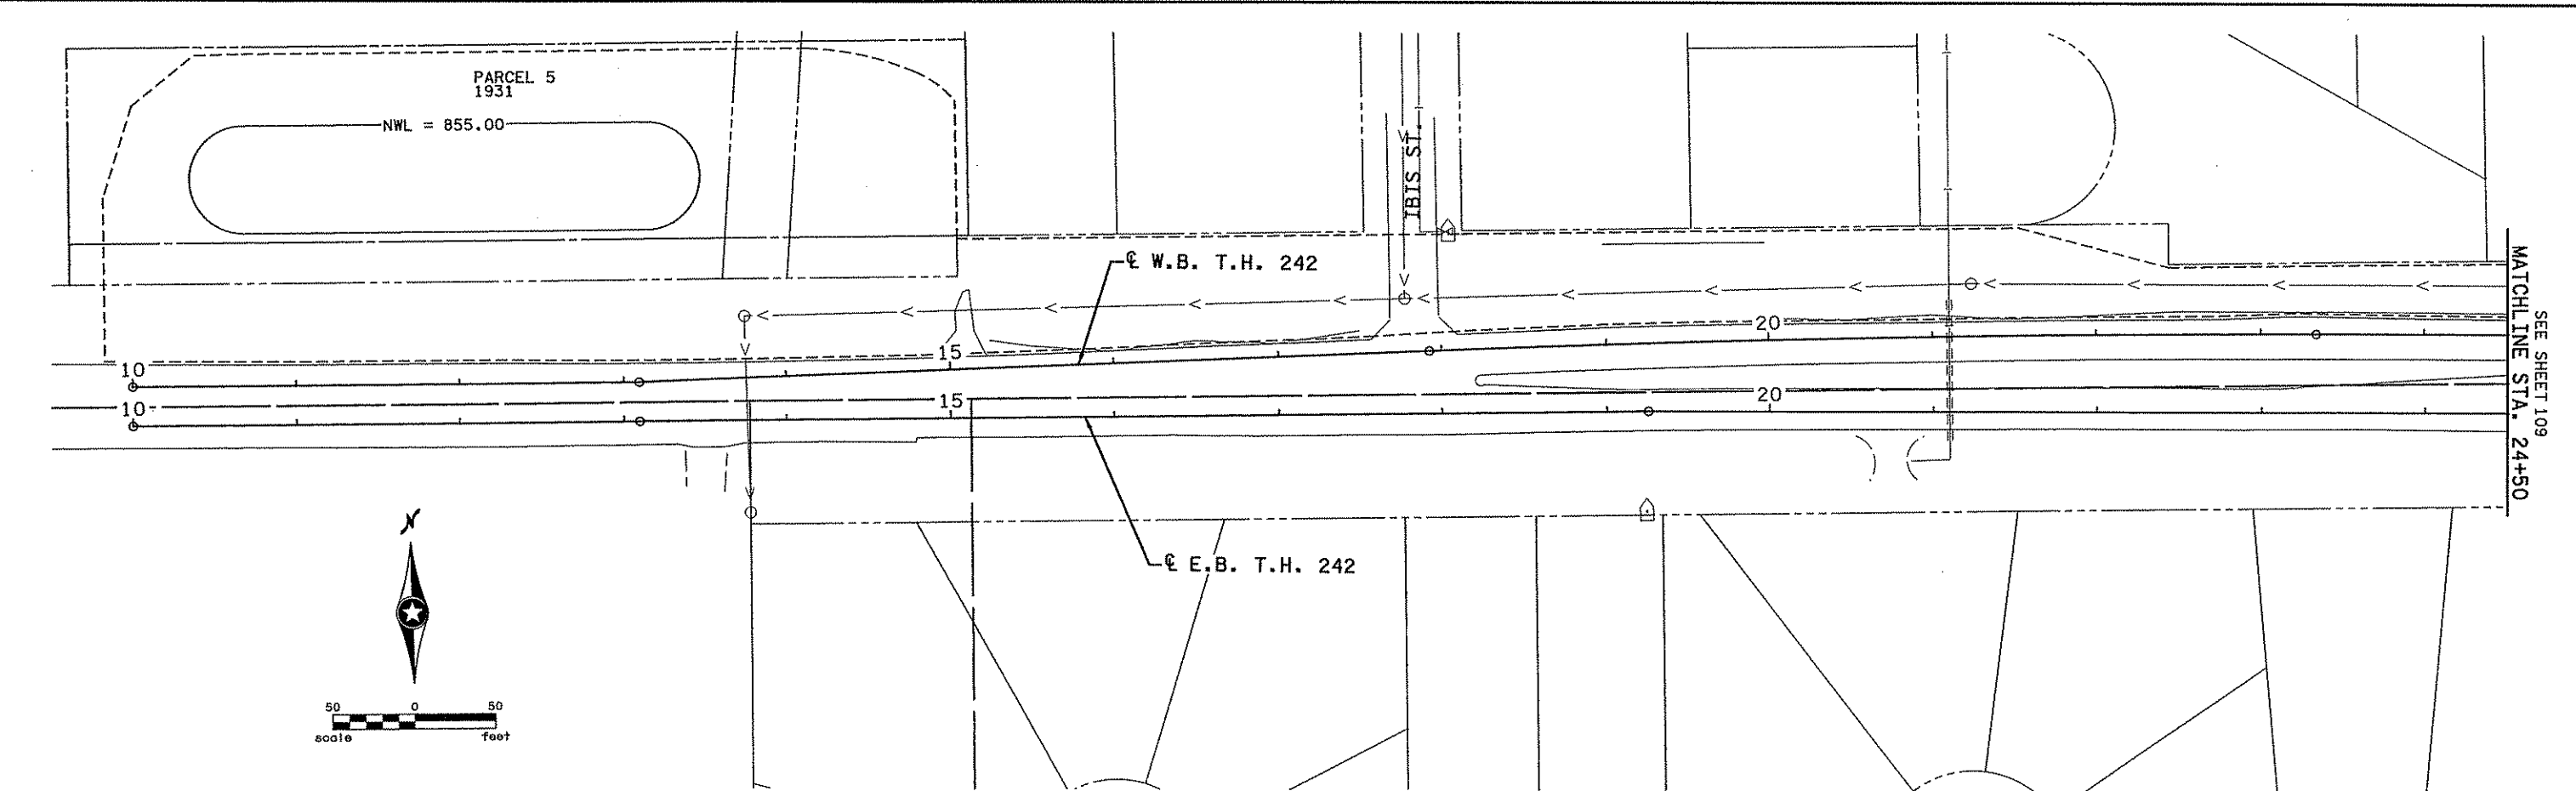 PARCEL 5
1931
NWL = 855.00
IBIS ST.
℄ W.B. T.H. 242
10
15
20
10
15
20
℄ E.B. T.H. 242
SEE SHEET 109
MATCHLINE STA. 24+50
N
50 0 50
scale feet